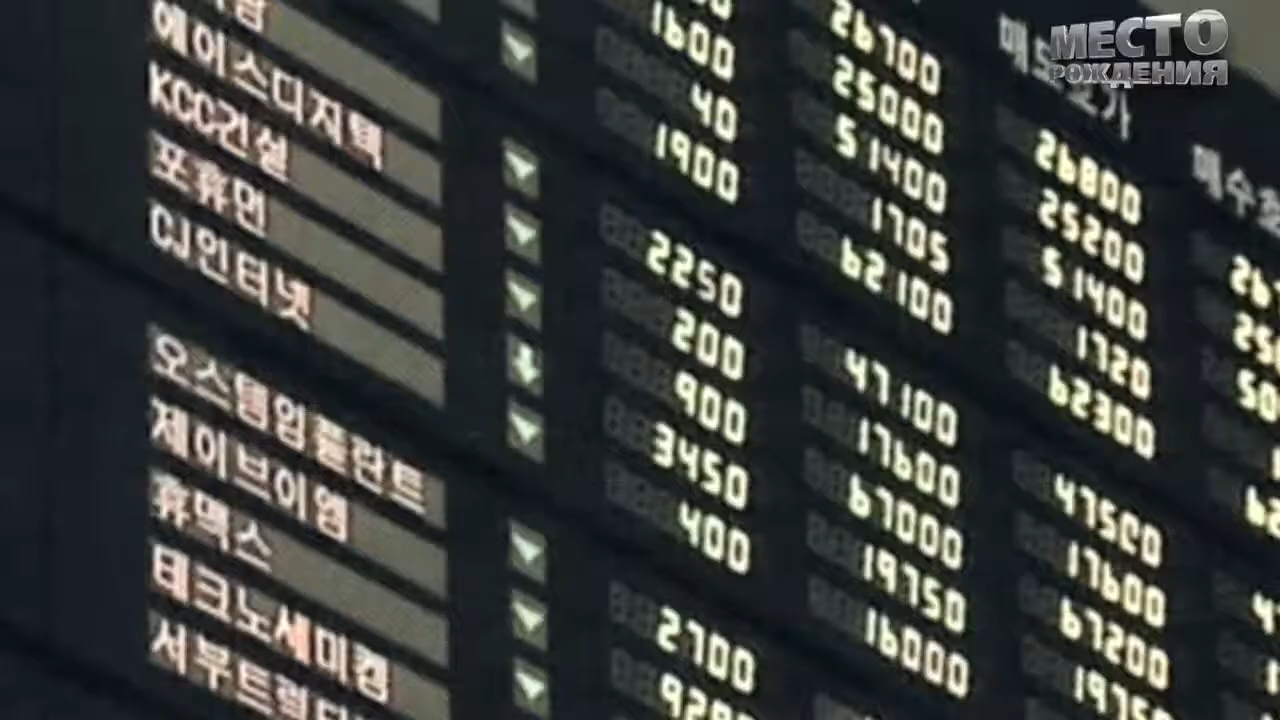 МЕСТО
РОЖДЕНИЯ
26700 26800
25000 25200
1600 21400 21400
40 1705 1720
▼ 1900 62100 62300
▼ 2250 47100 47500
에이스디지텍 ▼ 200 17600 17600
KCC건설 ▼ 900 67000 67200
포휴먼 ↓ 3450 19750
CJ인터넷 ▼ 400 16000
오스템임플란트 ▼ 2700
제이브이엠 ▼
휴맥스 ▼
테크노세미켐